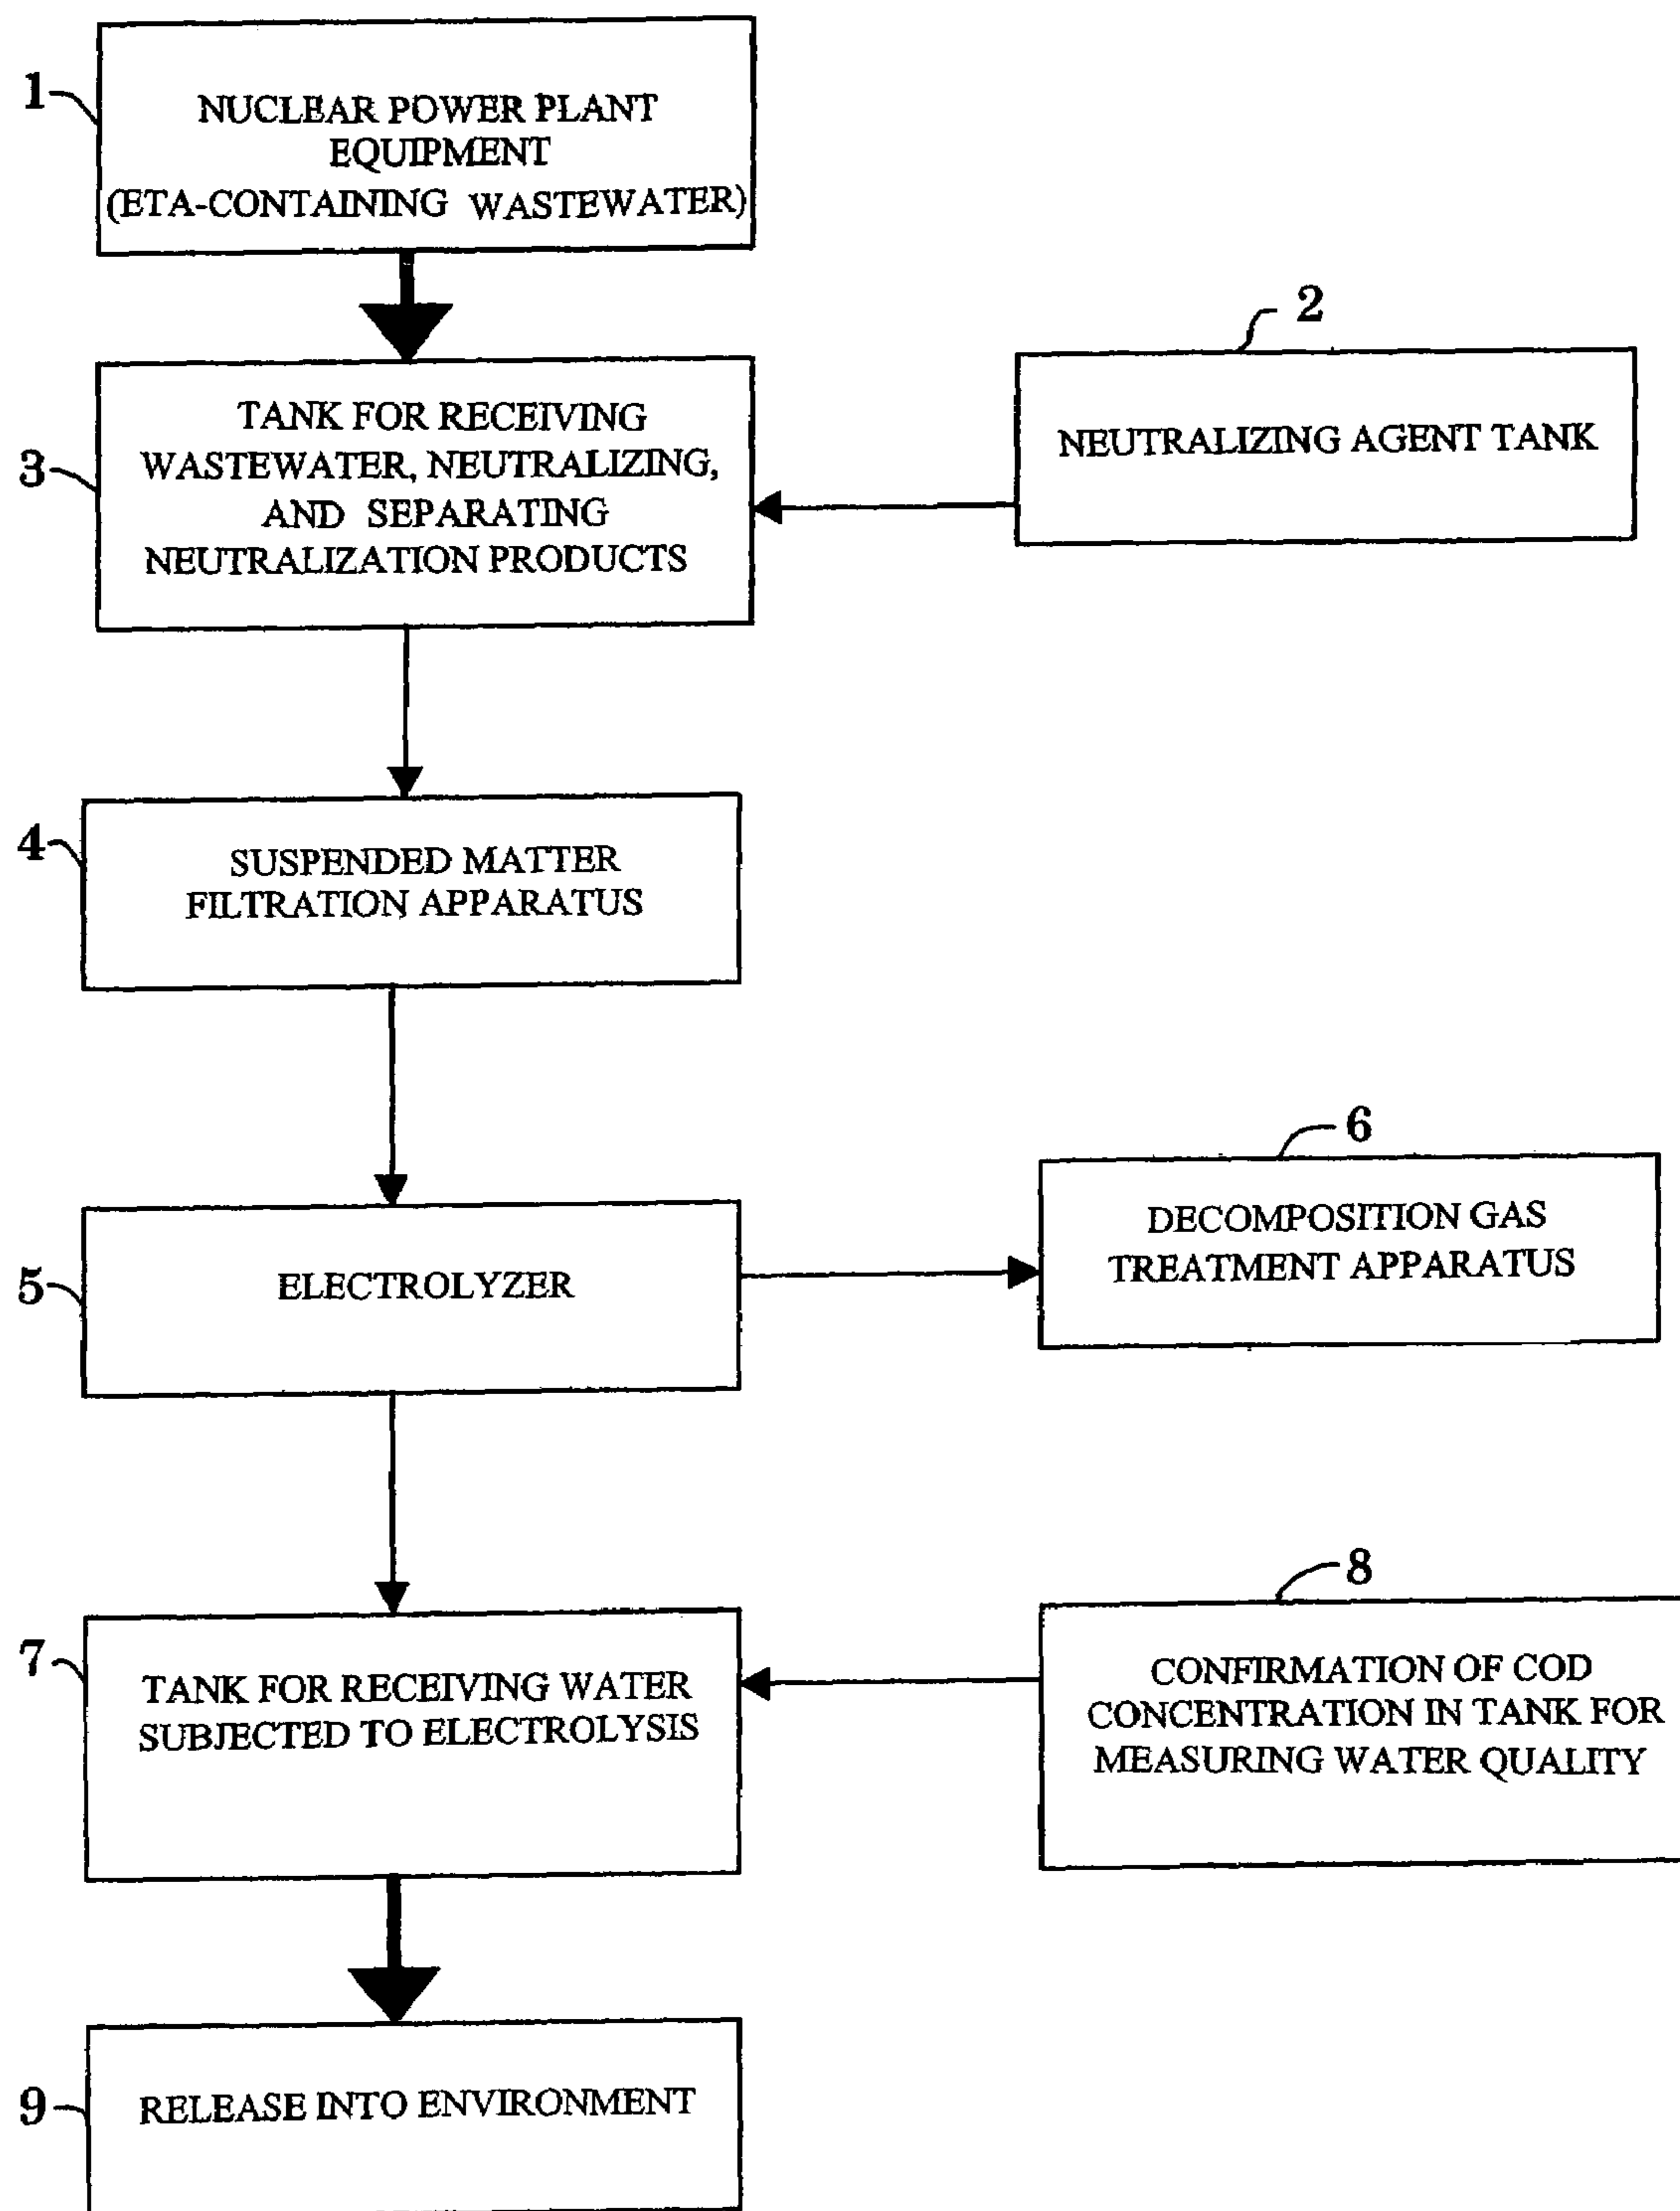 1
NUCLEAR POWER PLANT
EQUIPMENT
(ETA-CONTAINING WASTEWATER)
2
NEUTRALIZING AGENT TANK
3
TANK FOR RECEIVING
WASTEWATER, NEUTRALIZING,
AND SEPARATING
NEUTRALIZATION PRODUCTS
4
SUSPENDED MATTER
FILTRATION APPARATUS
5
ELECTROLYZER
6
DECOMPOSITION GAS
TREATMENT APPARATUS
7
TANK FOR RECEIVING WATER
SUBJECTED TO ELECTROLYSIS
8
CONFIRMATION OF COD
CONCENTRATION IN TANK FOR
MEASURING WATER QUALITY
9
RELEASE INTO ENVIRONMENT